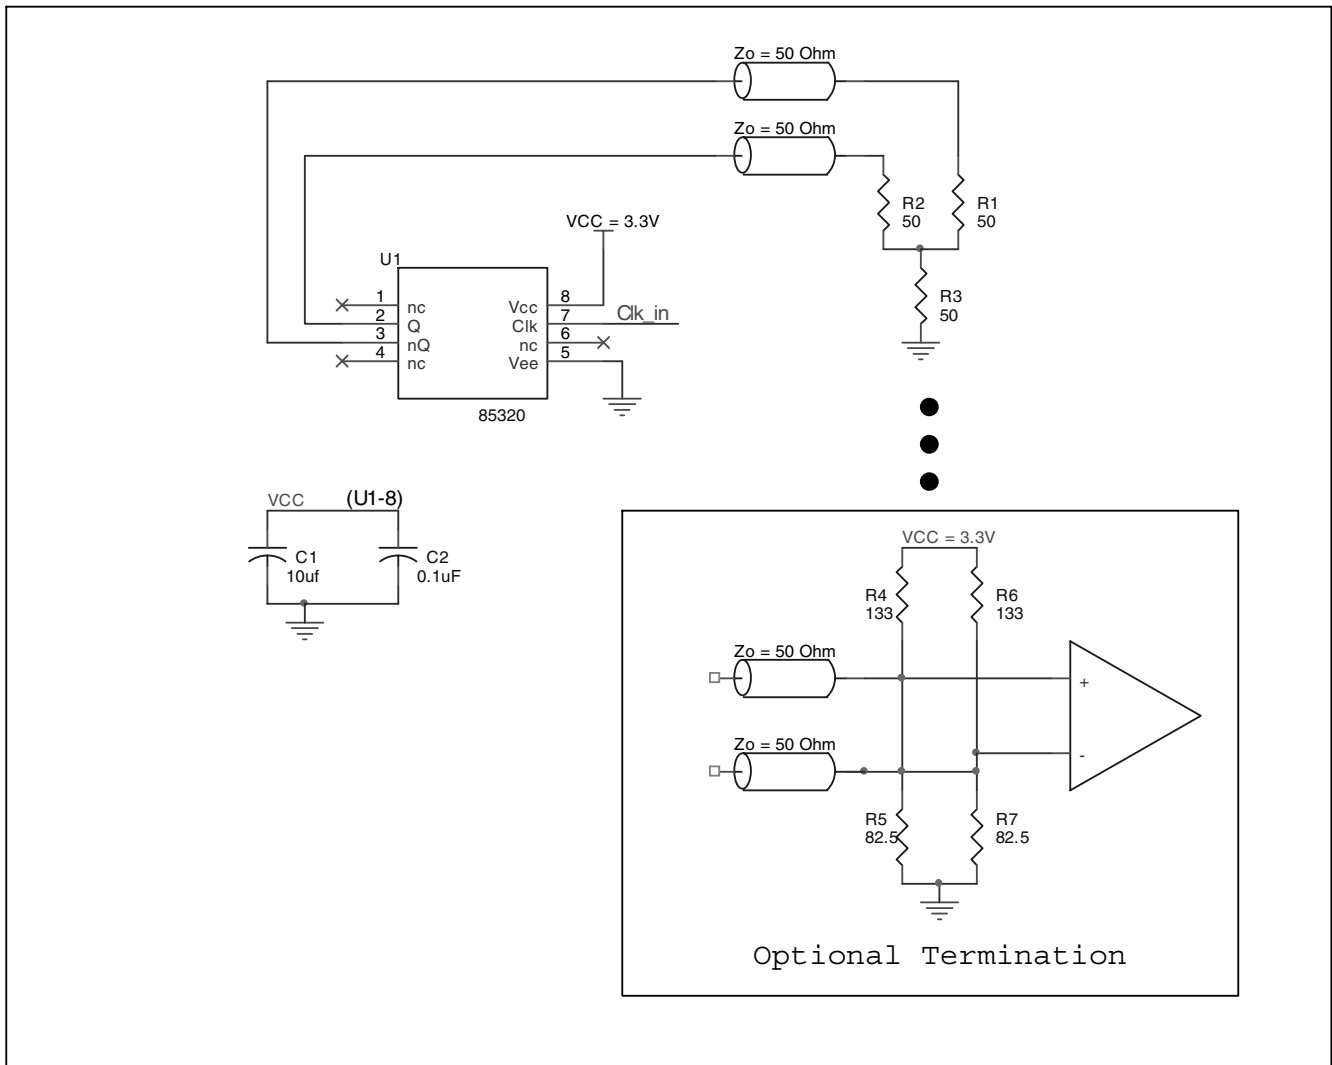 Zo = 50 Ohm
Zo = 50 Ohm
R2
50
R1
50
VCC = 3.3V
U1
1
2
3
4
nc
Q
nQ
nc
Vcc
Clk
nc
Vee
8
7
6
5
Clk_in
85320
R3
50
VCC
(U1-8)
C1
10uf
C2
0.1uF
VCC = 3.3V
R4
133
R6
133
Zo = 50 Ohm
+
Zo = 50 Ohm
-
R5
82.5
R7
82.5
Optional Termination